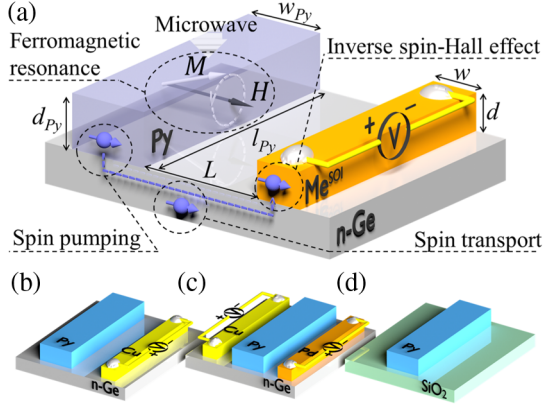 (a)
Microwave
w_Py
Ferromagnetic
resonance
Inverse spin-Hall effect
M
H
w
d_Py
Py
l_Py
+ V −
d
L
Me^SOI
n-Ge
Spin pumping
Spin transport
(b)
(c)
(d)
Py
Cu
+ V −
n-Ge
+ V −
Cu
Py
Pd
+ V −
n-Ge
Py
SiO2